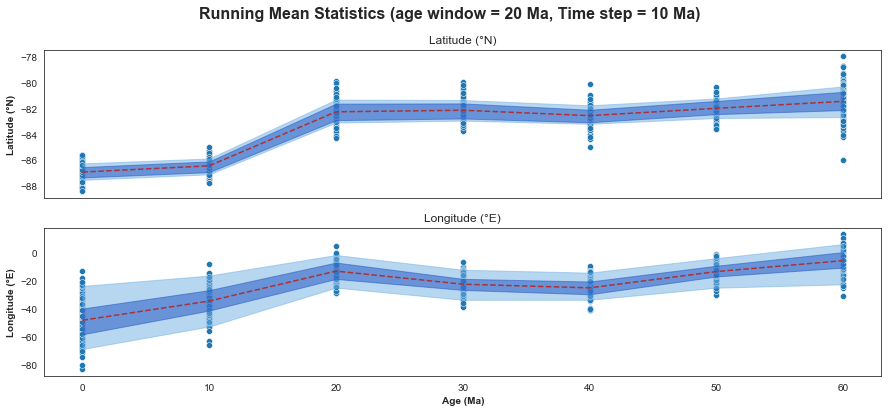 Running Mean Statistics (age window = 20 Ma, Time step = 10 Ma)
Latitude (°N)
Latitude (°N)
−78
−80
−82
−84
−86
−88
Longitude (°E)
Longitude (°E)
0
−20
−40
−60
−80
0 10 20 30 40 50 60
Age (Ma)